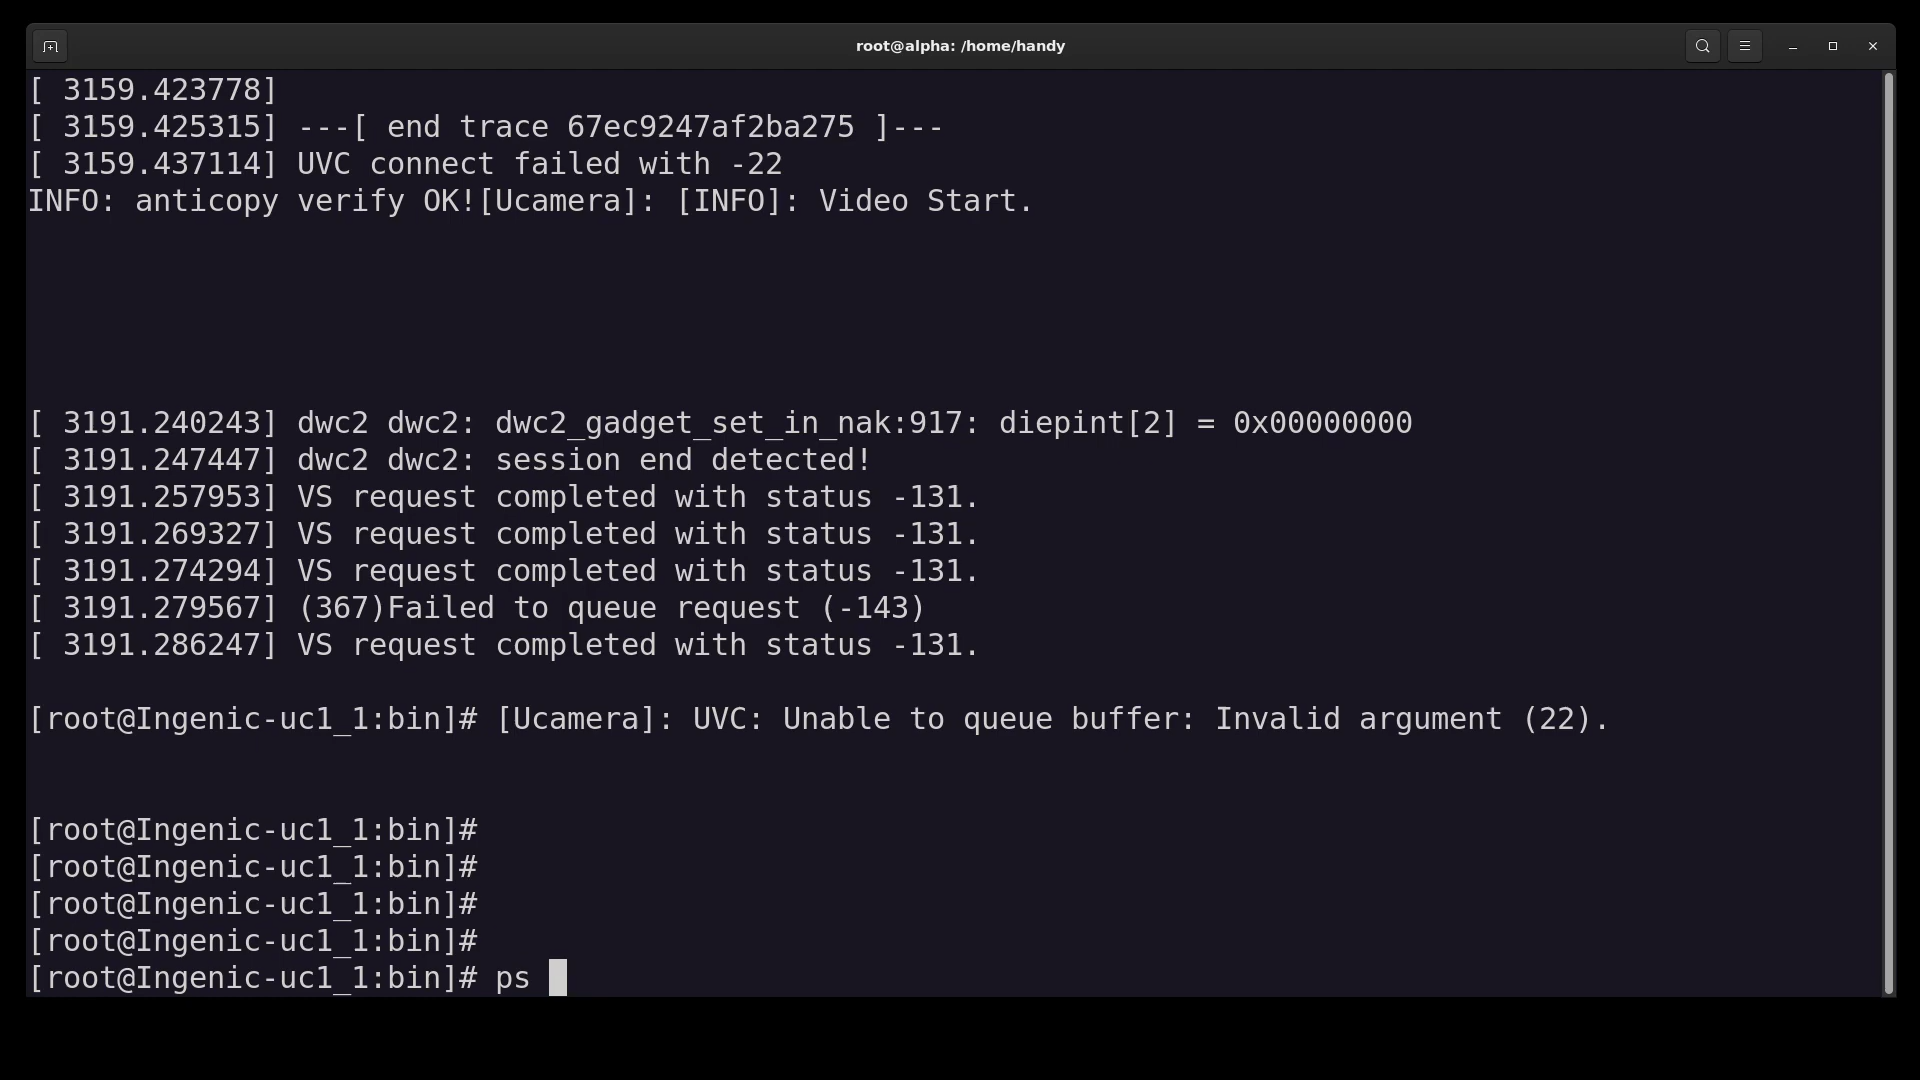 root@alpha: /home/handy
[ 3159.423778]
[ 3159.425315] ---[ end trace 67ec9247af2ba275 ]---
[ 3159.437114] UVC connect failed with -22
INFO: anticopy verify OK![Ucamera]: [INFO]: Video Start.
[ 3191.240243] dwc2 dwc2: dwc2_gadget_set_in_nak:917: diepint[2] = 0x00000000
[ 3191.247447] dwc2 dwc2: session end detected!
[ 3191.257953] VS request completed with status -131.
[ 3191.269327] VS request completed with status -131.
[ 3191.274294] VS request completed with status -131.
[ 3191.279567] (367)Failed to queue request (-143)
[ 3191.286247] VS request completed with status -131.
[root@Ingenic-uc1_1:bin]# [Ucamera]: UVC: Unable to queue buffer: Invalid argument (22).
[root@Ingenic-uc1_1:bin]#
[root@Ingenic-uc1_1:bin]#
[root@Ingenic-uc1_1:bin]#
[root@Ingenic-uc1_1:bin]#
[root@Ingenic-uc1_1:bin]# ps